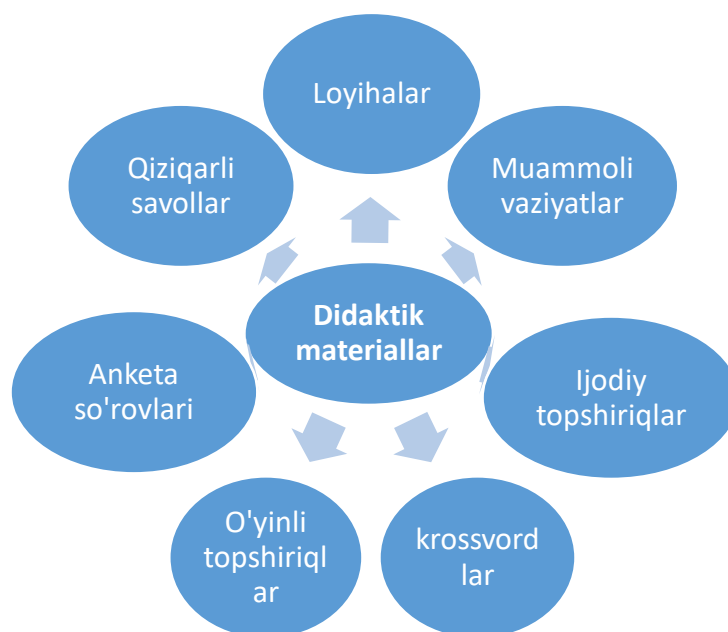 Loyihalar
Qiziqarli
savollar
Muammoli
vaziyatlar
Didaktik
materiallar
Anketa
so'rovlari
Ijodiy
topshiriqlar
O'yinli
topshiriql
ar
krossvord
lar